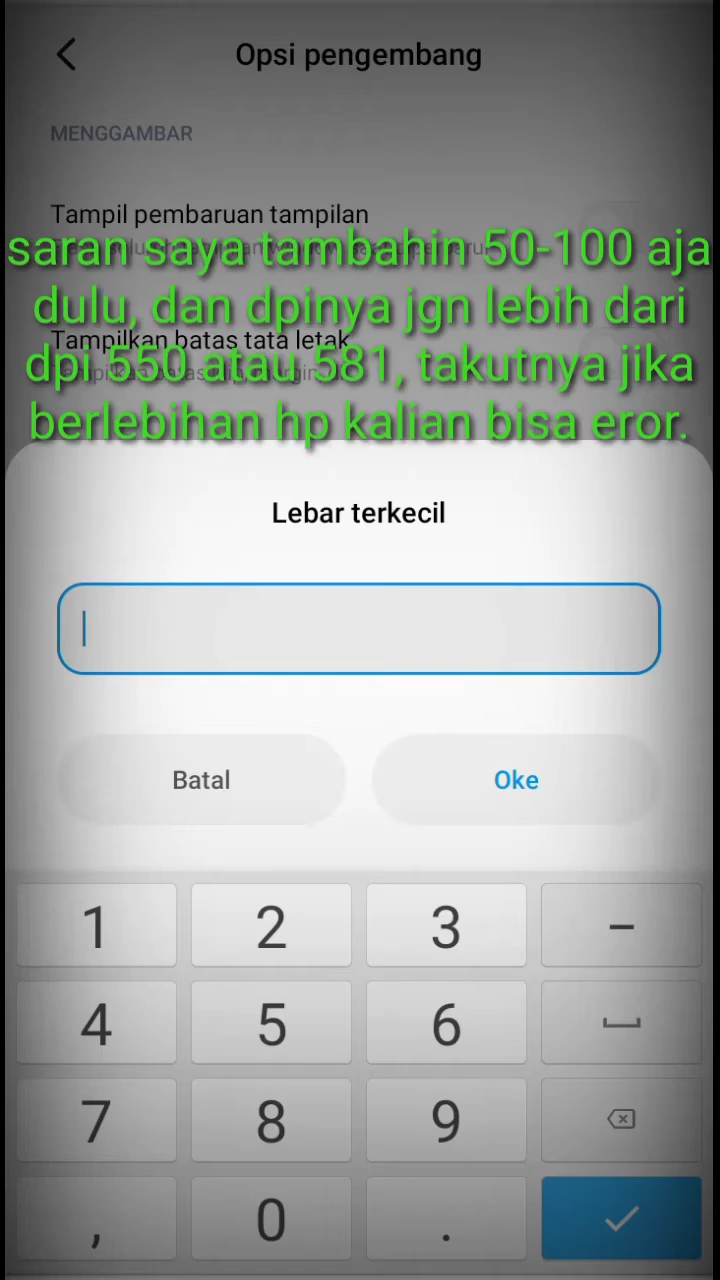 Opsi pengembang
MENGGAMBAR
Tampil pembaruan tampilan
saran saya tambahin 50-100 aja
dulu, dan dpinya jgn lebih dari
Tampilkan batas tata letak
dpi 550 atau 581, takutnya jika
berlebihan hp kalian bisa eror.
Lebar terkecil
Batal Oke
1 2 3 –
4 5 6
7 8 9
, 0 .